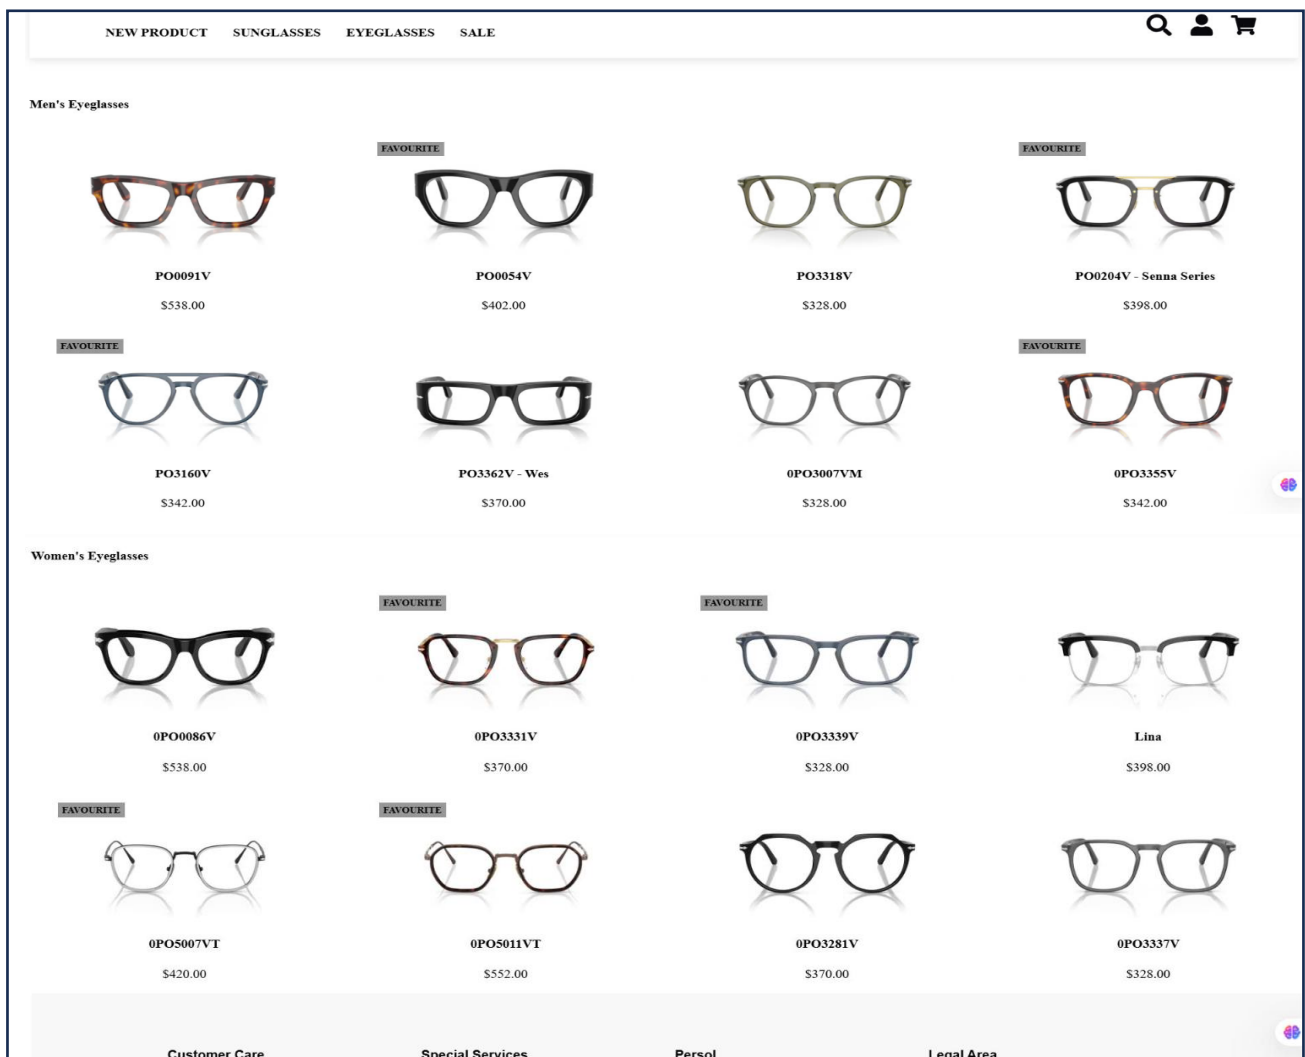 NEW PRODUCT SUNGLASSES EYEGLASSES SALE
Men's Eyeglasses
FAVOURITE FAVOURITE
PO0091V PO0054V PO3318V PO0204V - Senna Series
$538.00 $402.00 $328.00 $398.00
FAVOURITE FAVOURITE
PO3160V PO3362V - Wes 0PO3007VM 0PO3355V
$342.00 $370.00 $328.00 $342.00
Women's Eyeglasses
FAVOURITE FAVOURITE
0PO0086V 0PO3331V 0PO3339V Lina
$538.00 $370.00 $328.00 $398.00
FAVOURITE FAVOURITE
0PO5007VT 0PO5011VT 0PO3281V 0PO3337V
$420.00 $552.00 $370.00 $328.00
Customer Care Special Services Persol Legal Area